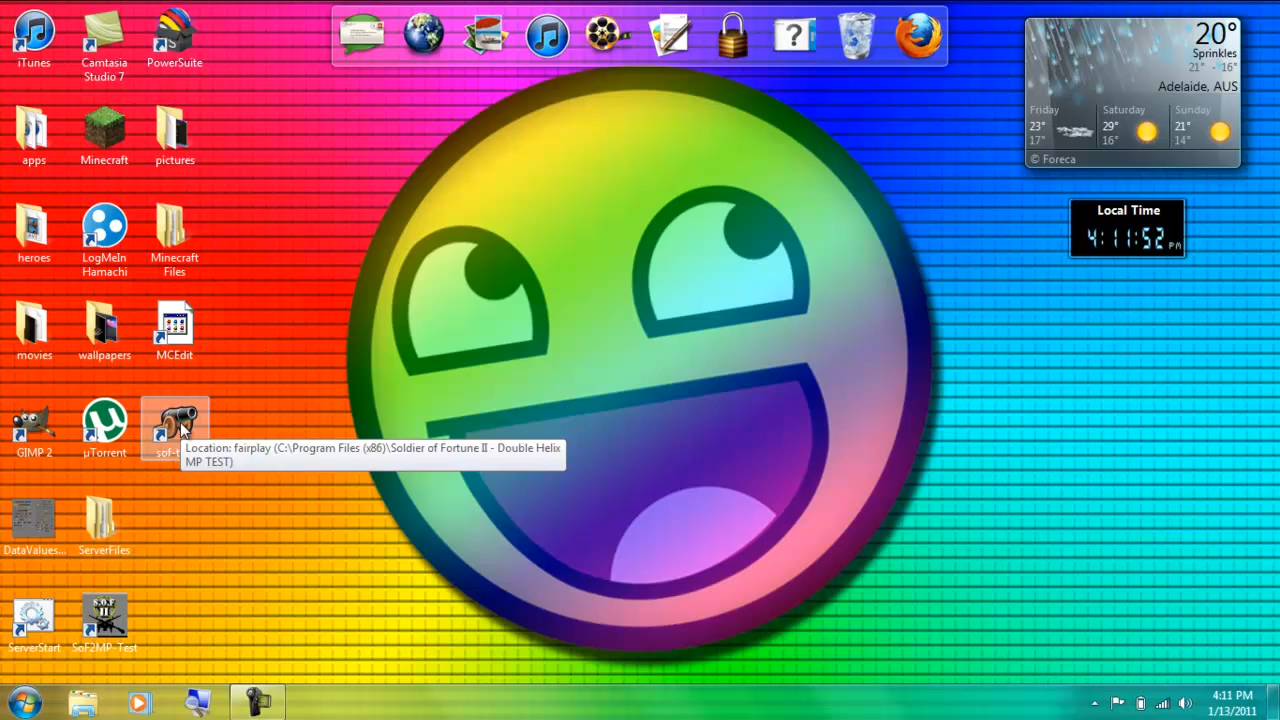 iTunes
Camtasia
Studio 7
PowerSuite
?
20°
Sprinkles
21° - 16°
Adelaide, AUS
Friday
23°
17°
Saturday
29°
16°
Sunday
21°
14°
© Foreca
apps
Minecraft
pictures
Local Time
4:11:52 PM
heroes
LogMeIn
Hamachi
Minecraft
Files
movies
wallpapers
MCEdit
GIMP 2
µTorrent
Location: fairplay (C:\Program Files (x86)\Soldier of Fortune II - Double Helix
MP TEST)
DataValues...
ServerFiles
S.O.F
II
ServerStart
SoF2MP-Test
4:11 PM
1/13/2011